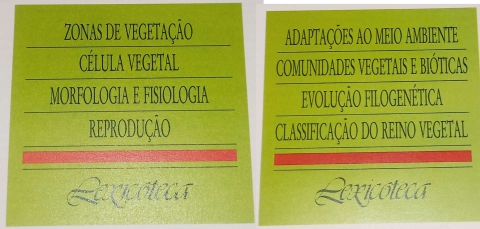 ZONAS DE VEGETAÇÃO
CÉLULA VEGETAL
MORFOLOGIA E FISIOLOGIA
REPRODUÇÃO
Lexicoteca
ADAPTAÇÕES AO MEIO AMBIENTE
COMUNIDADES VEGETAIS E BIÓTICAS
EVOLUÇÃO FILOGENÉTICA
CLASSIFICAÇÃO DO REINO VEGETAL
Lexicoteca